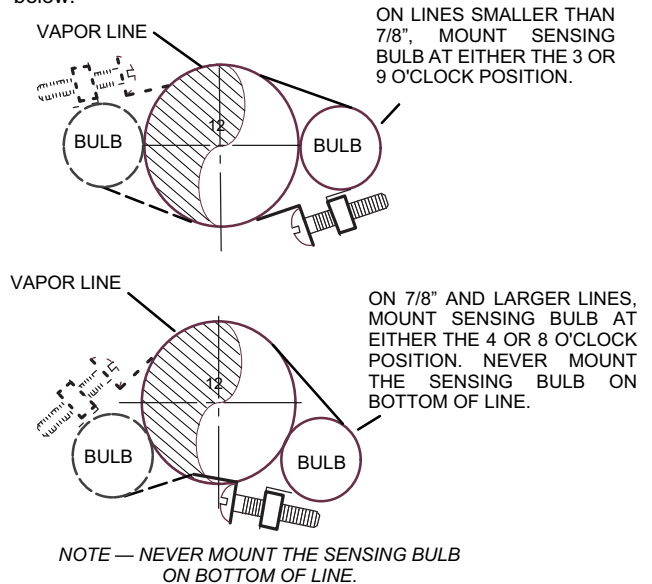 below.
VAPOR LINE
ON LINES SMALLER THAN
7/8”, MOUNT SENSING
BULB AT EITHER THE 3 OR
9 O'CLOCK POSITION.
12
BULB
BULB
VAPOR LINE
ON 7/8” AND LARGER LINES,
MOUNT SENSING BULB AT
EITHER THE 4 OR 8 O'CLOCK
POSITION. NEVER MOUNT
THE SENSING BULB ON
BOTTOM OF LINE.
12
BULB
BULB
NOTE — NEVER MOUNT THE SENSING BULB
ON BOTTOM OF LINE.